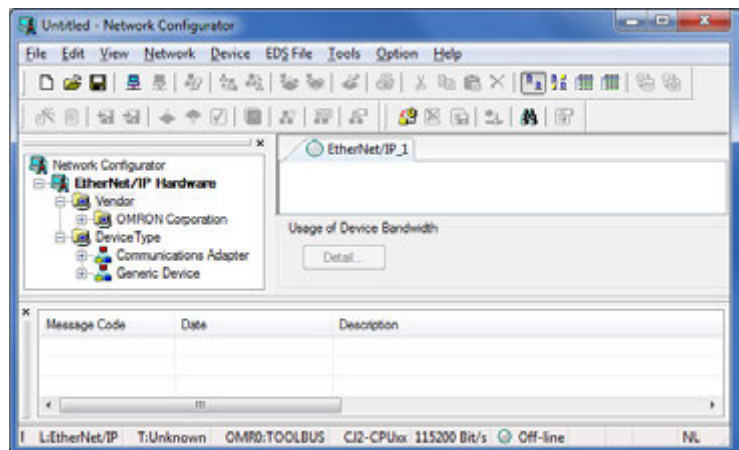 Untitled - Network Configurator
File Edit View Network Device EDS File Tools Option Help
EtherNet/IP_1
Network Configurator
EtherNet/IP Hardware
Vendor
OMRON Corporation
DeviceType
Communications Adapter
Generic Device
Usage of Device Bandwidth
Detail...
Message Code Date Description
L:EtherNet/IP T:Unknown OMR0:TOOLBUS CJ2-CPUxx 115200 Bit/s Off-line NL